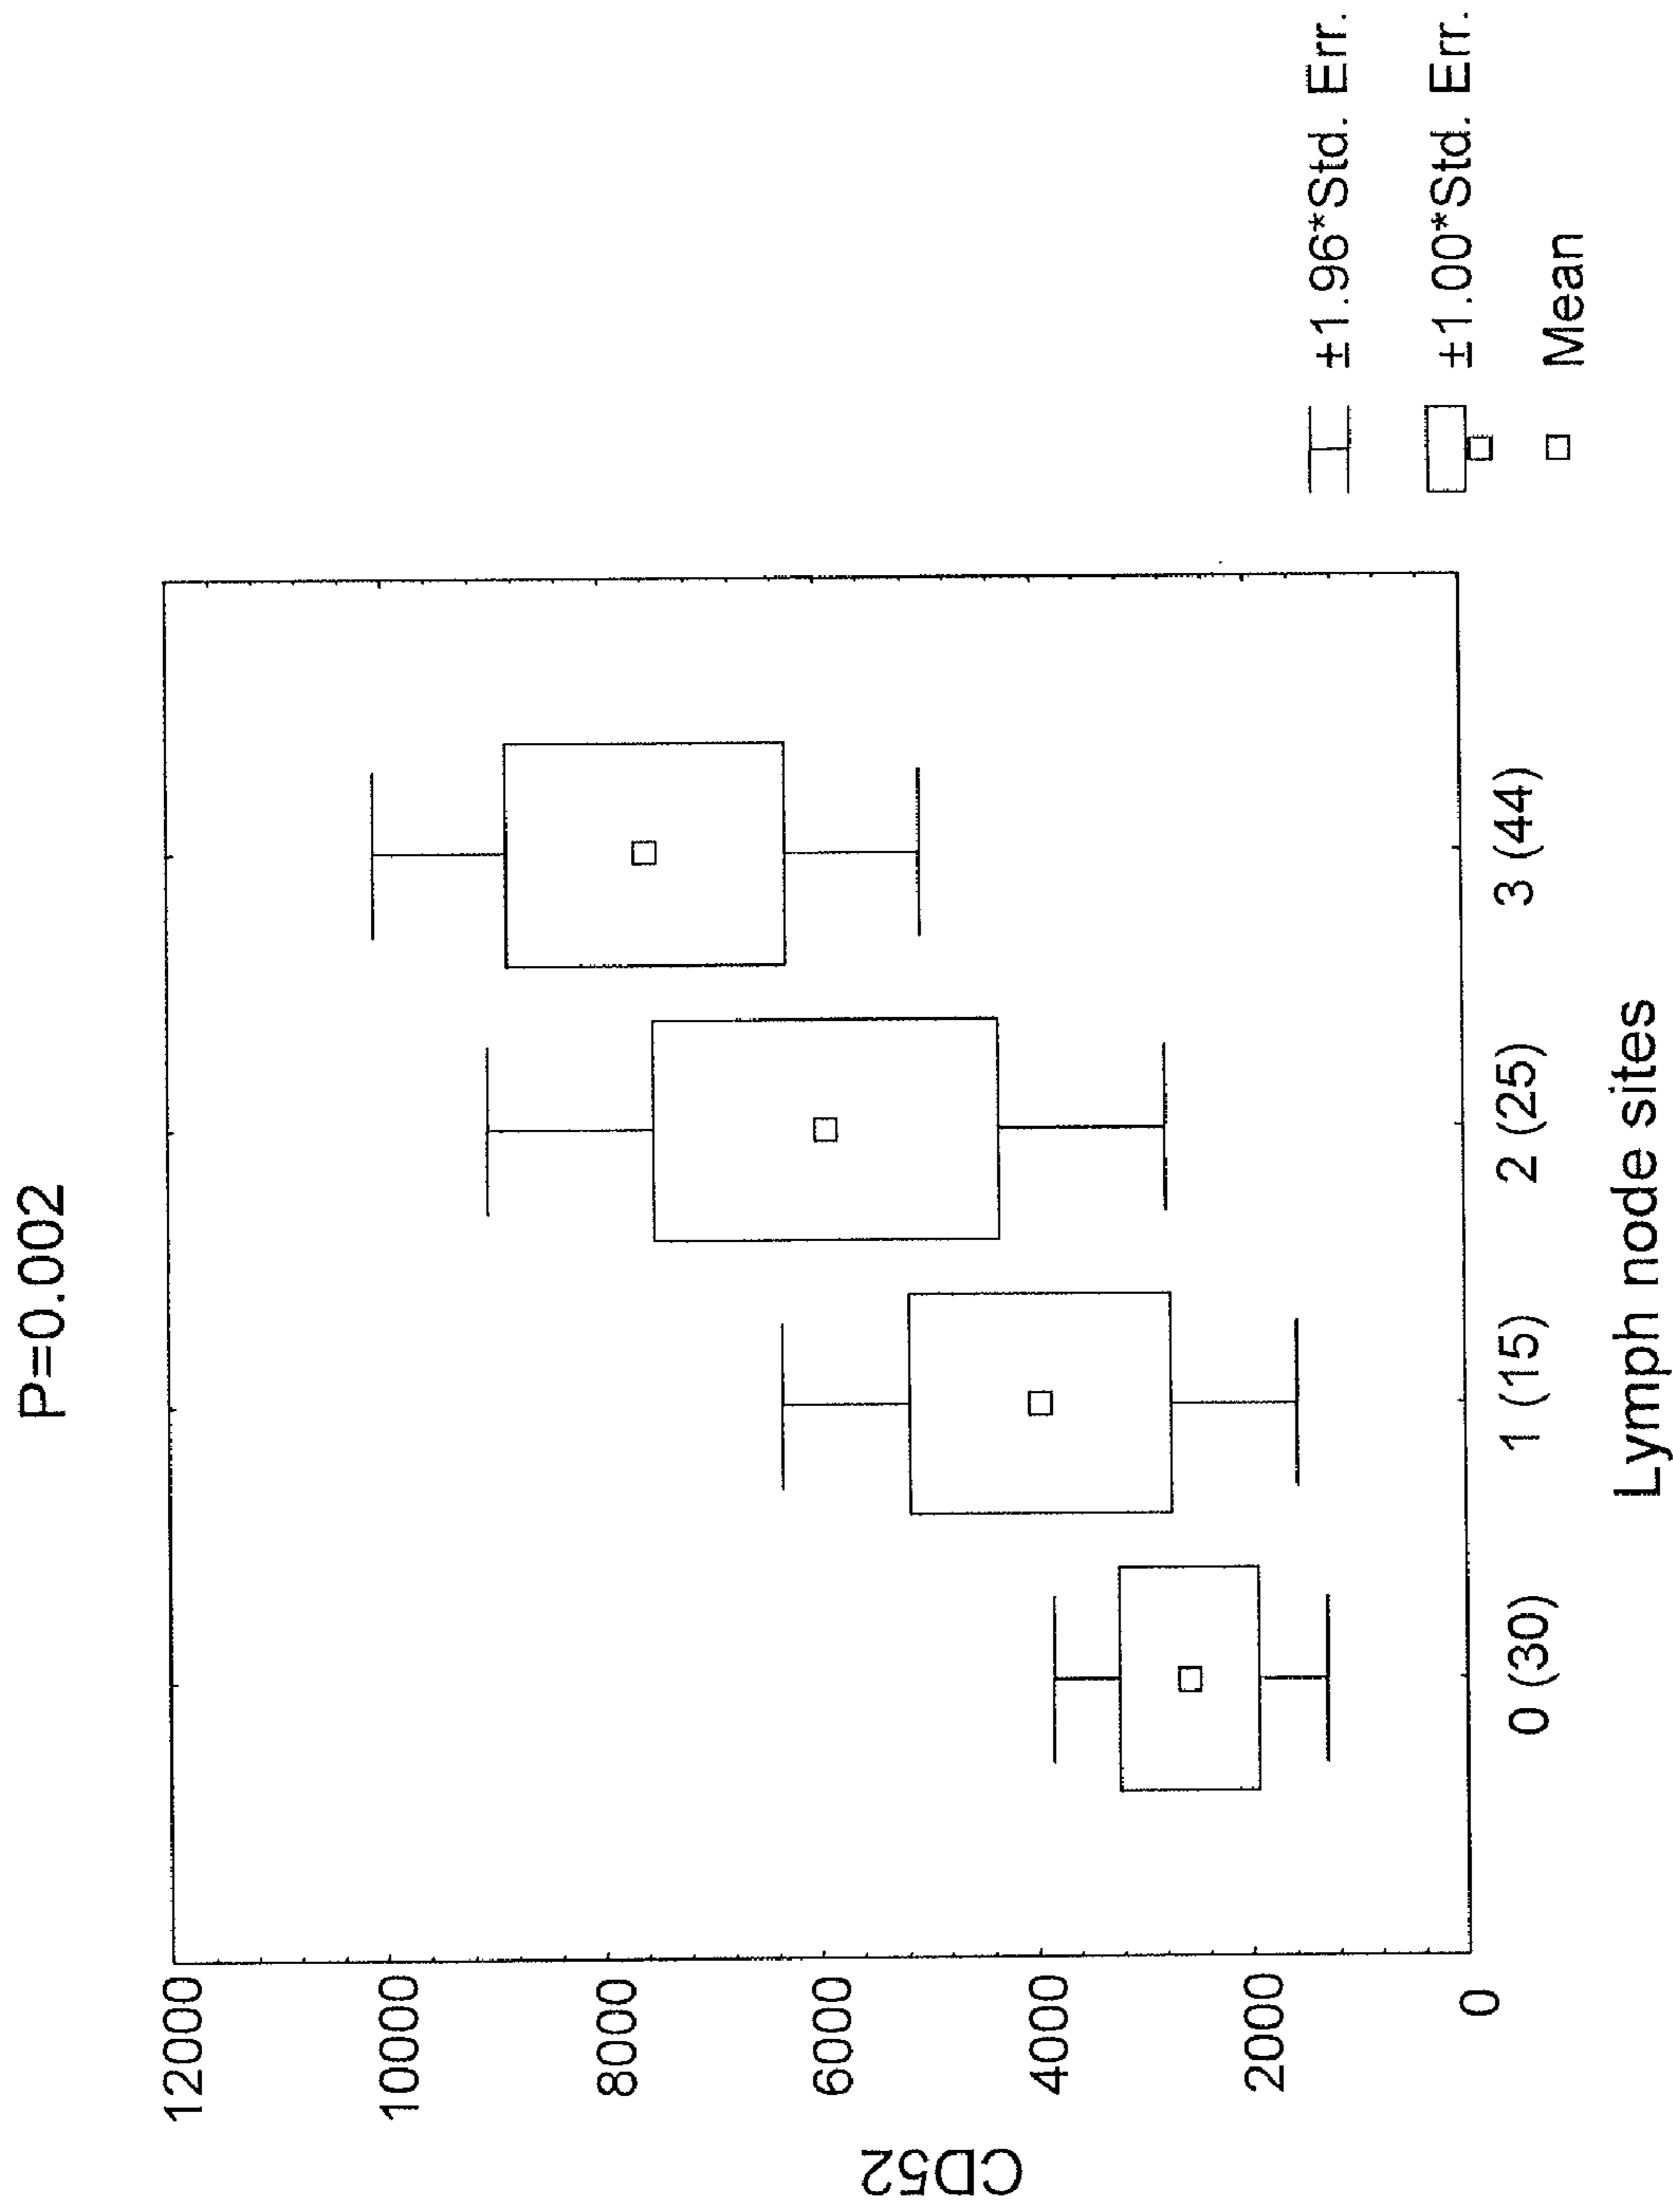 P=0.002
12000
10000
8000
6000
4000
2000
0
CD52
0 (30)
1 (15)
2 (25)
3 (44)
Lymph node sites
±1.96*Std. Err.
±1.00*Std. Err.
Mean